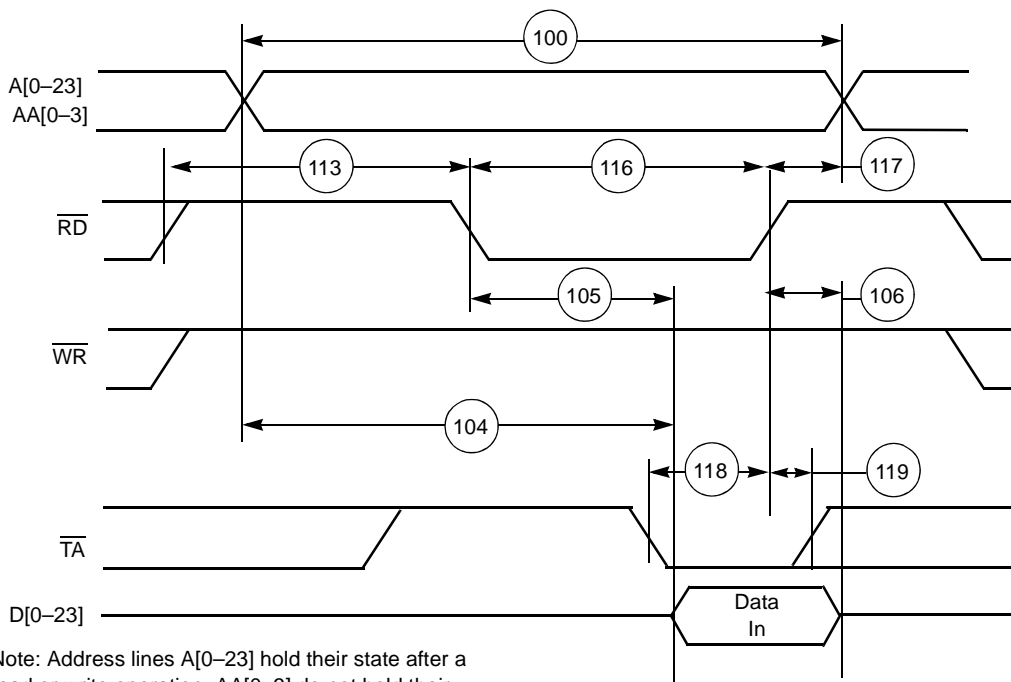 100
A[0–23]
AA[0–3]
113
116
117
RD
105
106
WR
104
118
119
TA
D[0–23]
Data
In
Note: Address lines A[0–23] hold their state after a